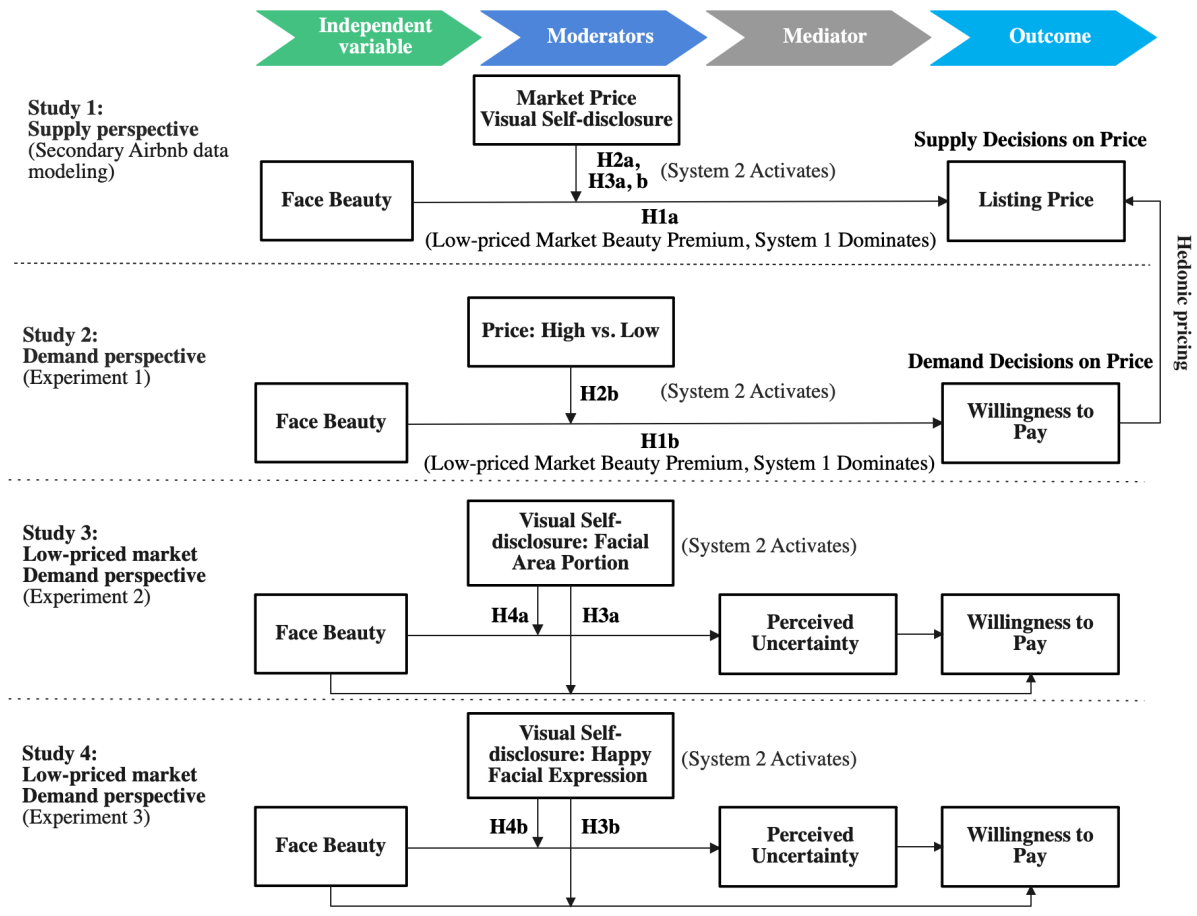 Independent
variable
Moderators
Mediator
Outcome
Study 1:
Supply perspective
(Secondary Airbnb data
modeling)
Market Price
Visual Self-disclosure
H2a,
H3a, b
(System 2 Activates)
Supply Decisions on Price
Face Beauty
Listing Price
H1a
(Low-priced Market Beauty Premium, System 1 Dominates)
Hedonic pricing
Study 2:
Demand perspective
(Experiment 1)
Price: High vs. Low
H2b
(System 2 Activates)
Demand Decisions on Price
Face Beauty
Willingness to
Pay
H1b
(Low-priced Market Beauty Premium, System 1 Dominates)
Study 3:
Low-priced market
Demand perspective
(Experiment 2)
Visual Self-
disclosure: Facial
Area Portion
(System 2 Activates)
H4a
H3a
Face Beauty
Perceived
Uncertainty
Willingness to
Pay
Study 4:
Low-priced market
Demand perspective
(Experiment 3)
Visual Self-
disclosure: Happy
Facial Expression
(System 2 Activates)
H4b
H3b
Face Beauty
Perceived
Uncertainty
Willingness to
Pay